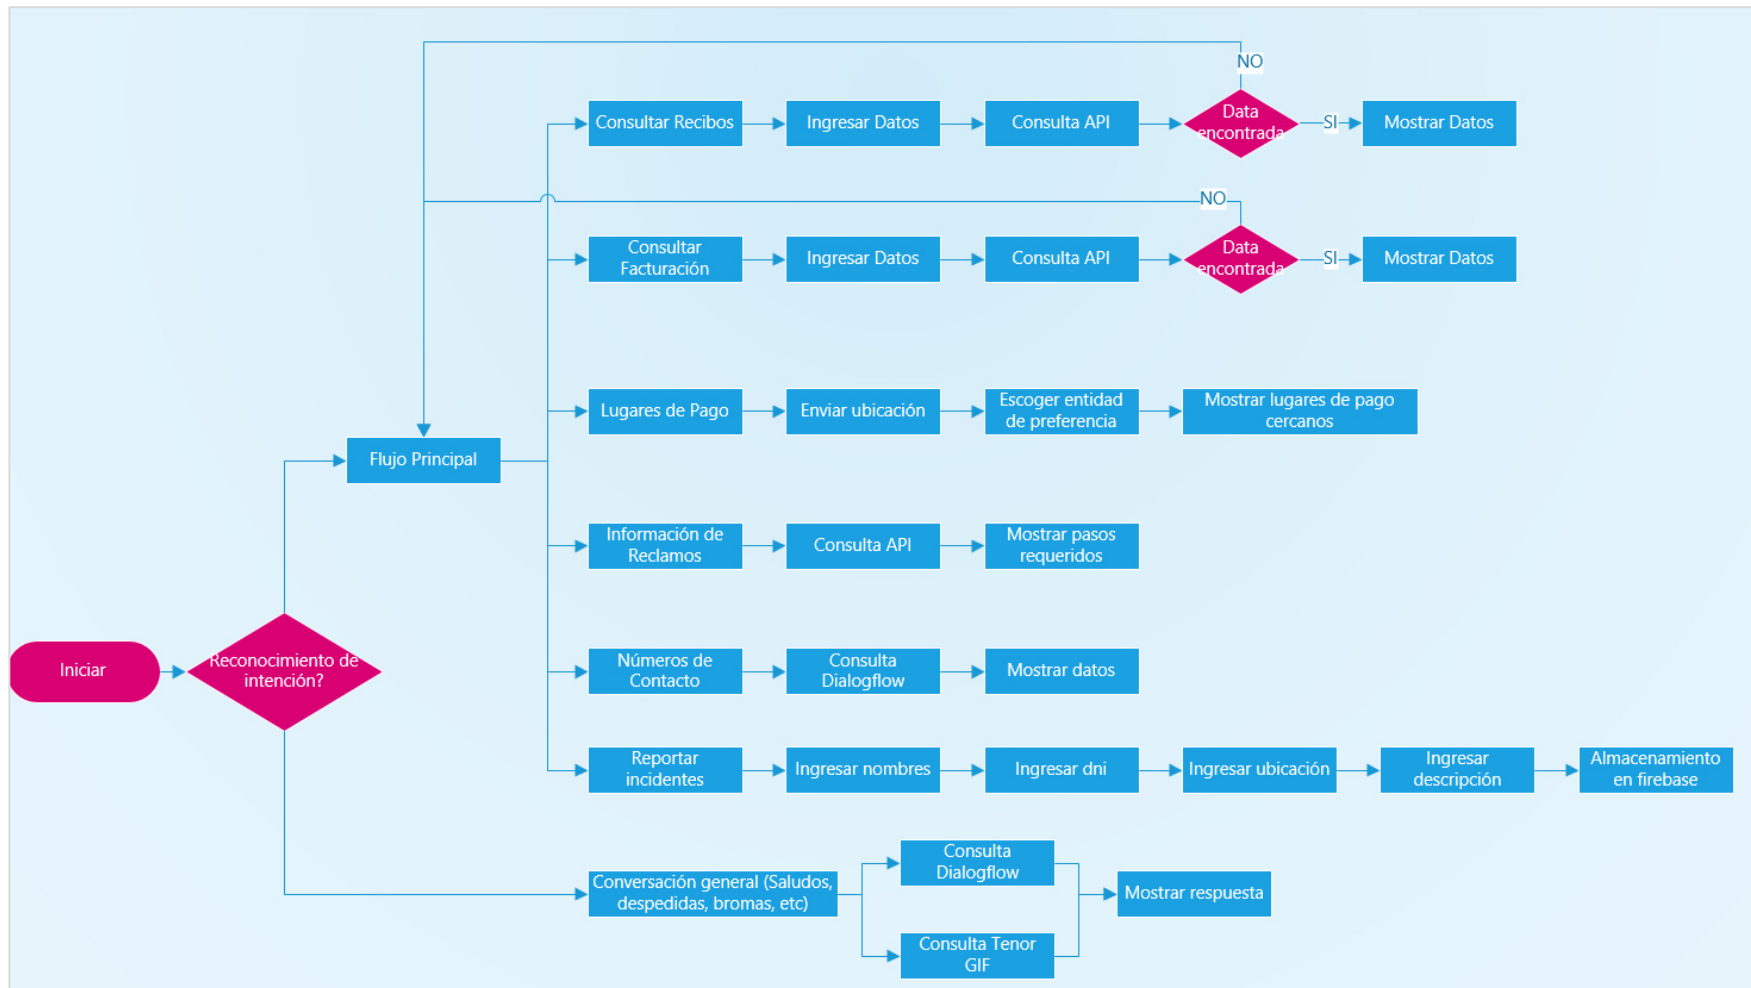 NO
Consultar Recibos
Ingresar Datos
Consulta API
Data
encontrada
SI
Mostrar Datos
NO
Consultar
Facturación
Ingresar Datos
Consulta API
Data
encontrada
SI
Mostrar Datos
Lugares de Pago
Enviar ubicación
Escoger entidad
de preferencia
Mostrar lugares de pago
cercanos
Flujo Principal
Información de
Reclamos
Consulta API
Mostrar pasos
requeridos
Iniciar
Reconocimiento de
intención?
Números de
Contacto
Consulta
Dialogflow
Mostrar datos
Reportar
incidentes
Ingresar nombres
Ingresar dni
Ingresar ubicación
Ingresar
descripción
Almacenamiento
en firebase
Conversación general (Saludos,
despedidas, bromas, etc)
Consulta
Dialogflow
Consulta Tenor
GIF
Mostrar respuesta